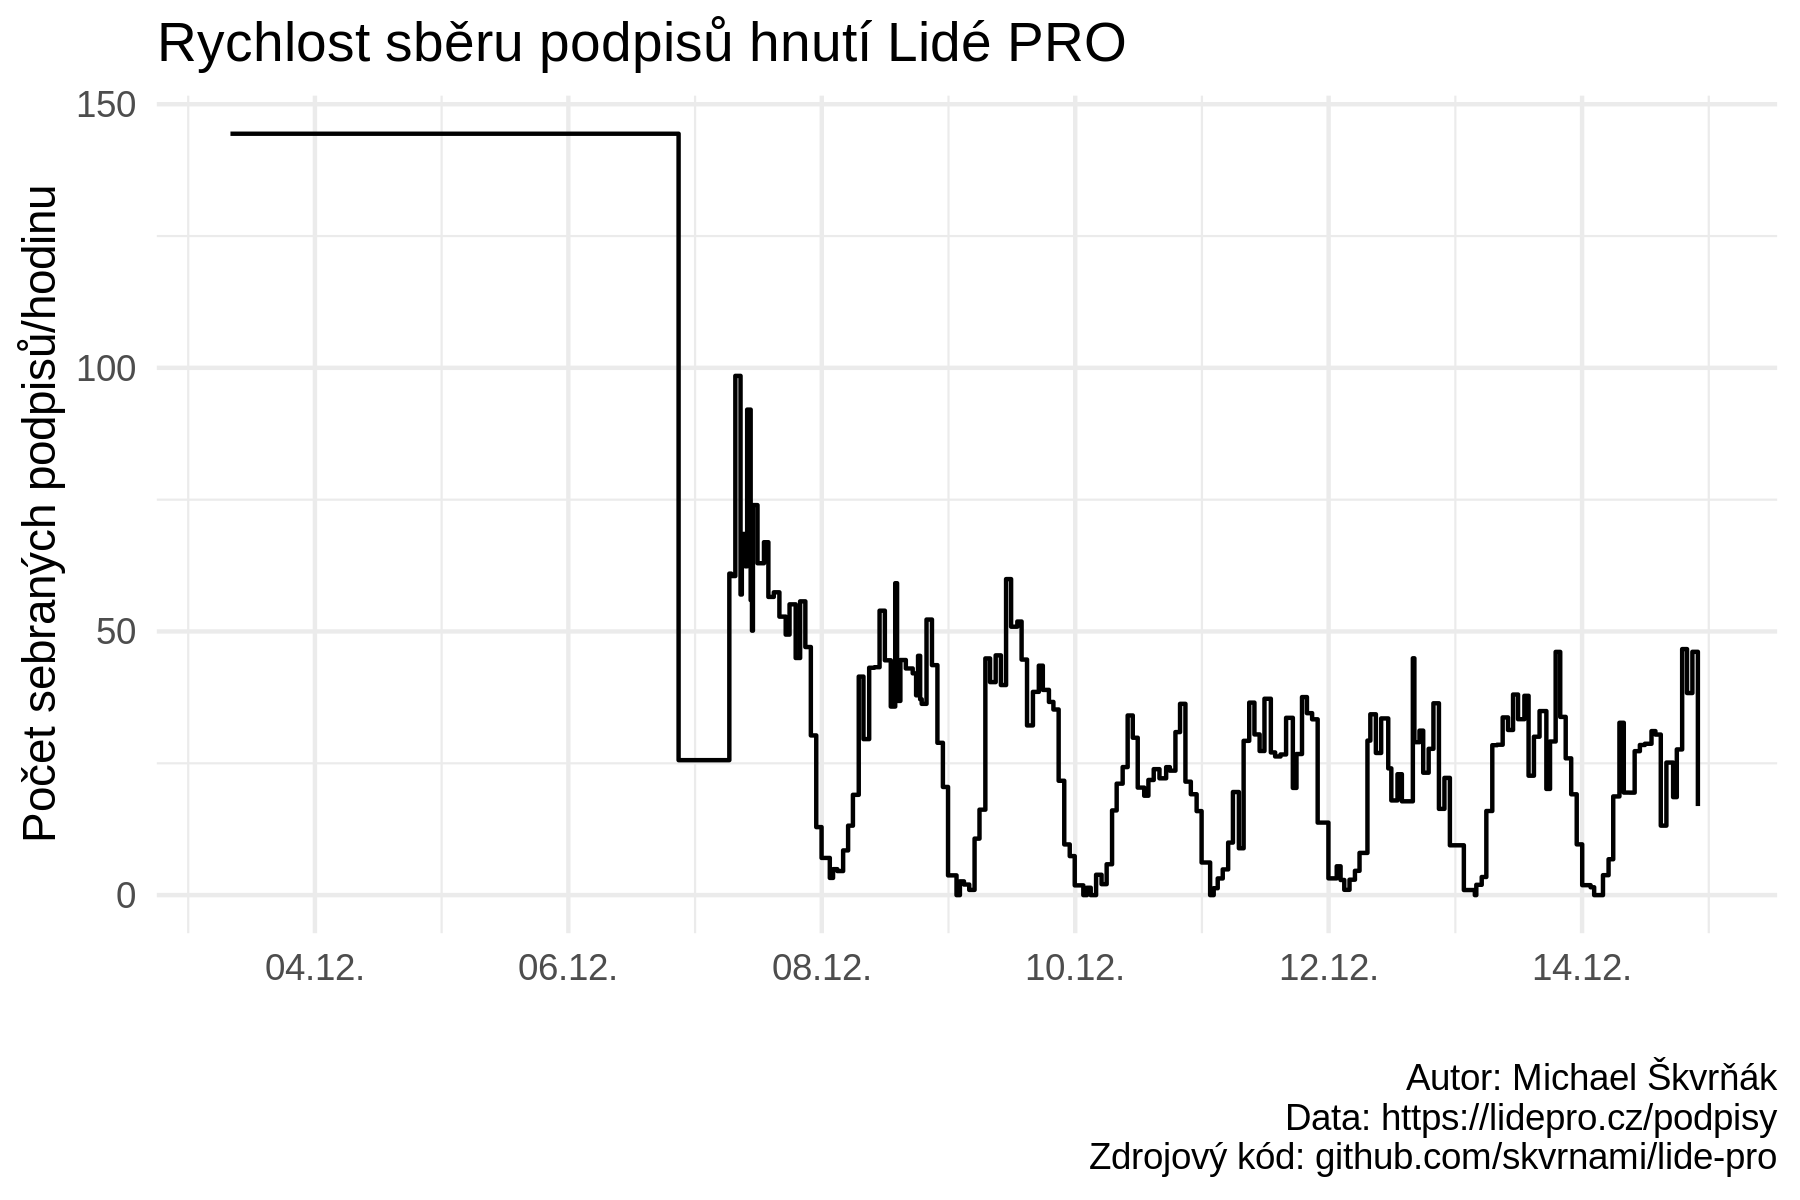 Rychlost sběru podpisů hnutí Lidé PRO
Počet sebraných podpisů/hodinu
150
100
50
0
04.12.
06.12.
08.12.
10.12.
12.12.
14.12.
Autor: Michael Škvrňák
Data: https://lidepro.cz/podpisy
Zdrojový kód: github.com/skvrnami/lide-pro